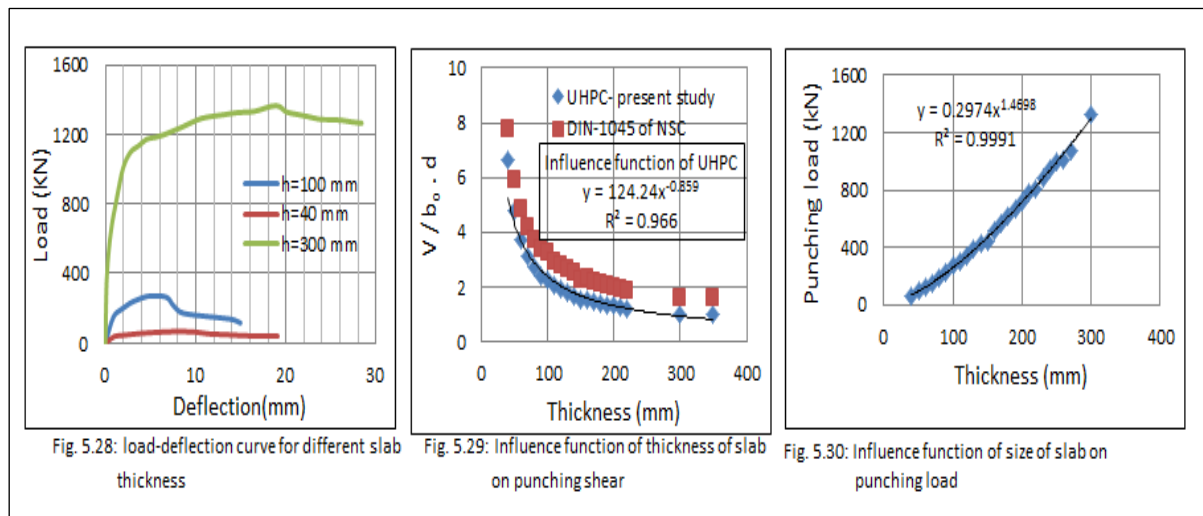 1600
1200
800
400
0
Load (KN)
h=100 mm
h=40 mm
h=300 mm
0 10 20 30
Deflection(mm)
Fig. 5.28: load-deflection curve for different slab
thickness
10
8
6
4
2
0
V / bₒ . d
UHPC- present study
DIN-1045 of NSC
Influence function of UHPC
y = 124.24x^-0.859
R² = 0.966
0 100 200 300 400
Thickness (mm)
Fig. 5.29: Influence function of thickness of slab
on punching shear
1600
1200
800
400
0
Punching load (kN)
y = 0.2974x^1.4698
R² = 0.9991
0 100 200 300 400
Thickness (mm)
Fig. 5.30: Influence function of size of slab on
punching load